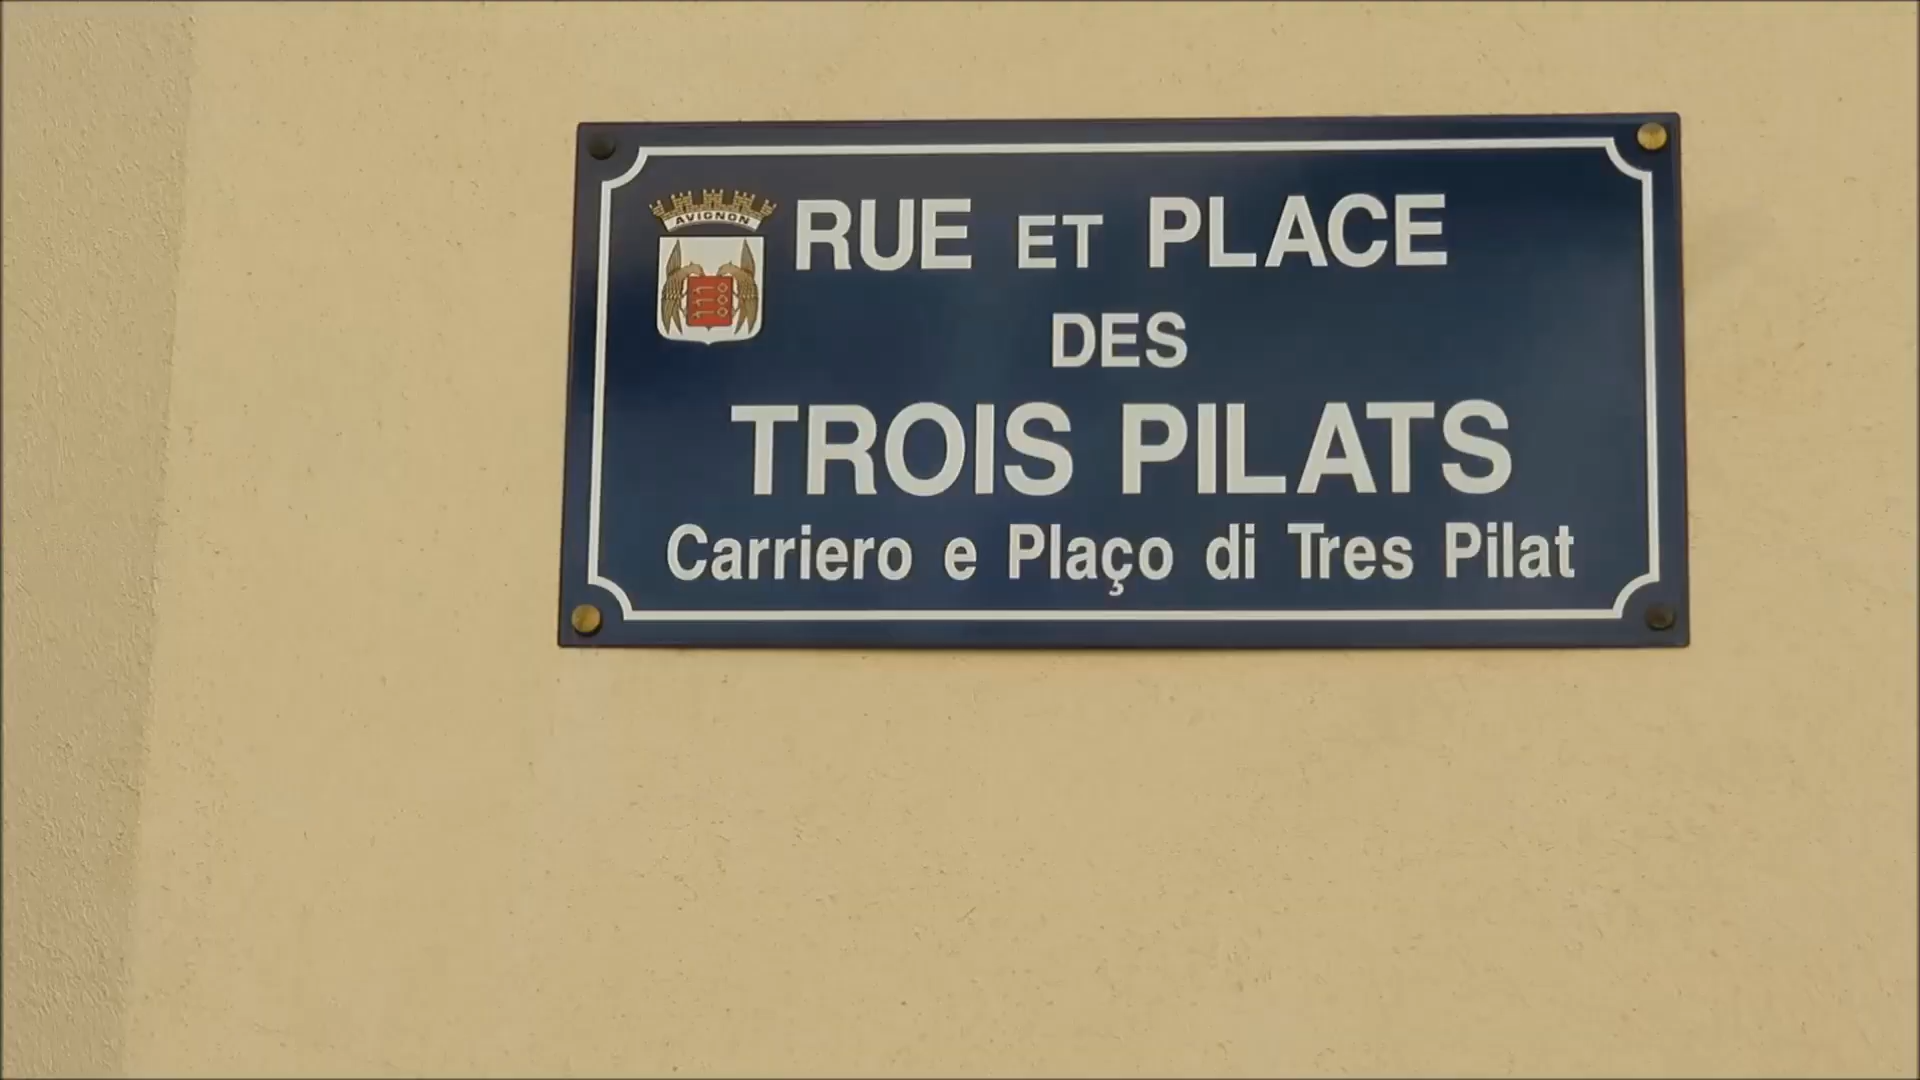 AVIGNON
RUE ET PLACE
DES
TROIS PILATS
Carriero e Plaço di Tres Pilat